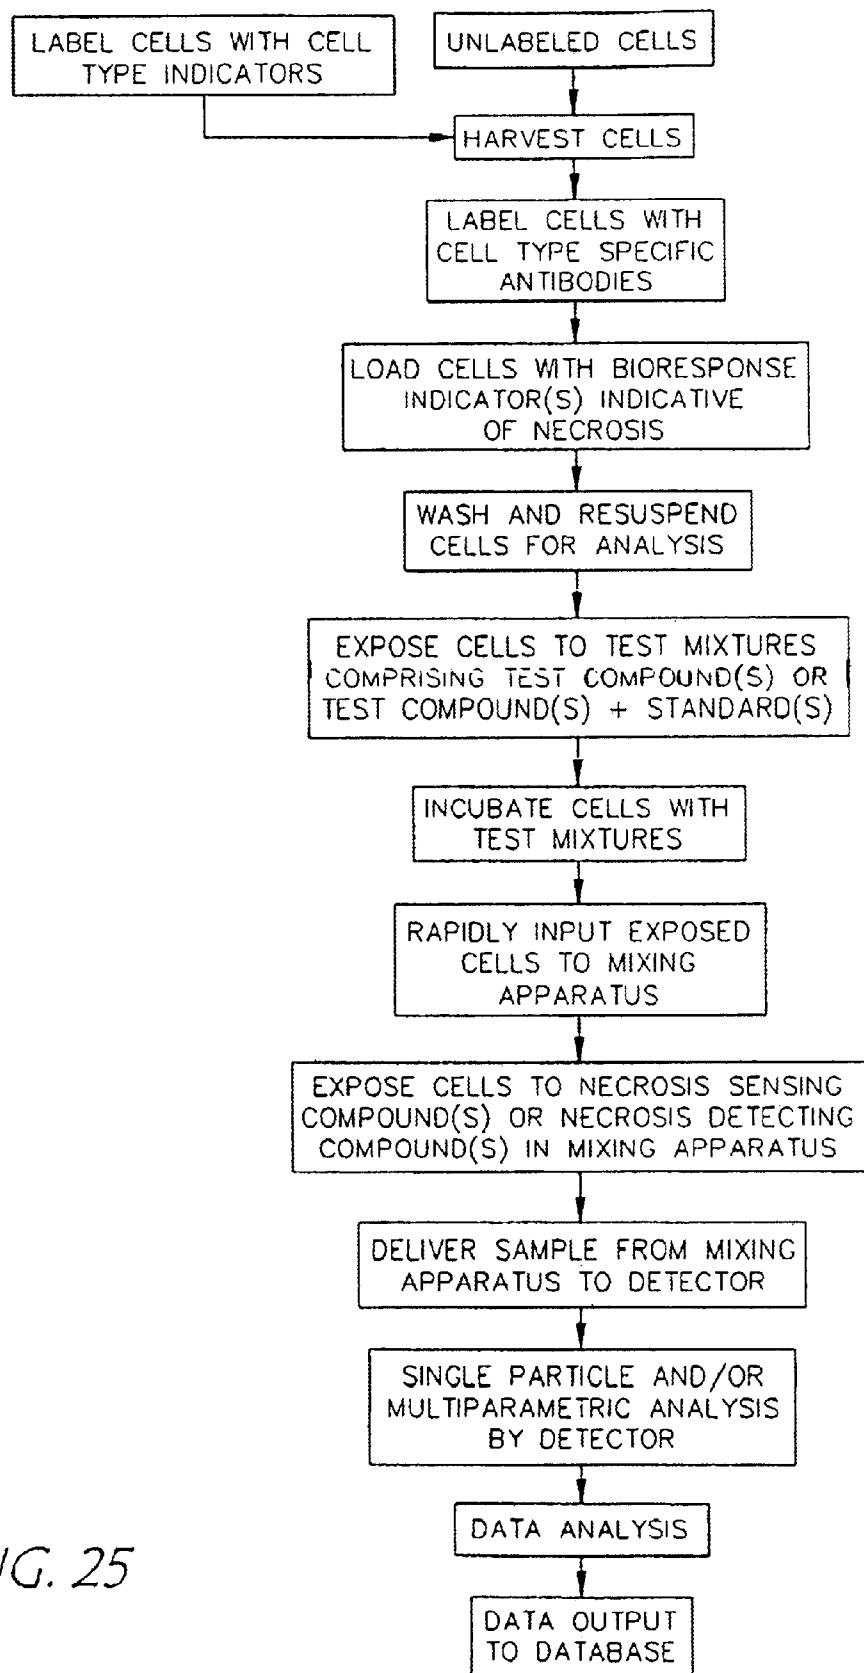 LABEL CELLS WITH CELL
TYPE INDICATORS
UNLABELED CELLS
HARVEST CELLS
LABEL CELLS WITH
CELL TYPE SPECIFIC
ANTIBODIES
LOAD CELLS WITH BIORESPONSE
INDICATOR(S) INDICATIVE
OF NECROSIS
WASH AND RESUSPEND
CELLS FOR ANALYSIS
EXPOSE CELLS TO TEST MIXTURES
COMPRISING TEST COMPOUND(S) OR
TEST COMPOUND(S) + STANDARD(S)
INCUBATE CELLS WITH
TEST MIXTURES
RAPIDLY INPUT EXPOSED
CELLS TO MIXING
APPARATUS
EXPOSE CELLS TO NECROSIS SENSING
COMPOUND(S) OR NECROSIS DETECTING
COMPOUND(S) IN MIXING APPARATUS
DELIVER SAMPLE FROM MIXING
APPARATUS TO DETECTOR
SINGLE PARTICLE AND/OR
MULTIPARAMETRIC ANALYSIS
BY DETECTOR
DATA ANALYSIS
DATA OUTPUT
TO DATABASE
IG. 25